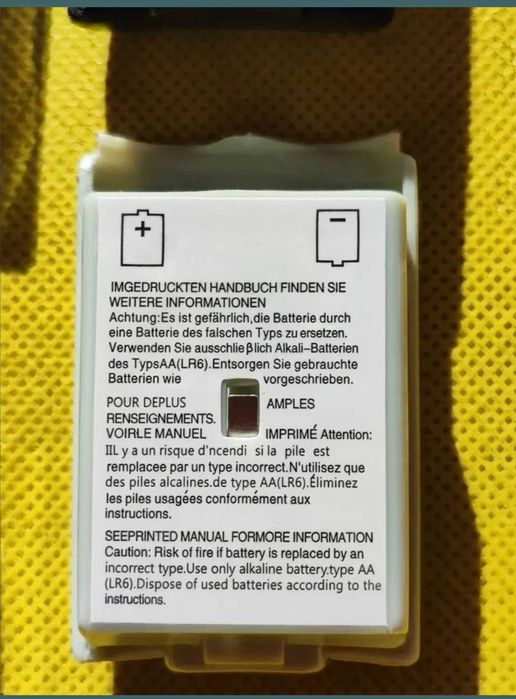 +
−
IMGEDRUCKTEN HANDBUCH FINDEN SIE
WEITERE INFORMATIONEN
Achtung:Es ist gefährlich,die Batterie durch
eine Batterie des falschen Typs zu ersetzen.
Verwenden Sie ausschlieβlich Alkali–Batterien
des TypsAA(LR6).Entsorgen Sie gebrauchte
Batterien wie vorgeschrieben.
POUR DEPLUS AMPLES
RENSEIGNEMENTS.
VOIRLE MANUEL IMPRIMÉ Attention:
IIL y a un risque d'ncendi si la pile est
remplacee par un type incorrect.N'utilisez que
des piles alcalines.de type AA(LR6).Éliminez
les piles usagées conformément aux
instructions.
SEEPRINTED MANUAL FORMORE INFORMATION
Caution: Risk of fire if battery is replaced by an
incorrect type.Use only alkaline battery.type AA
(LR6).Dispose of used batteries according to the
instructions.